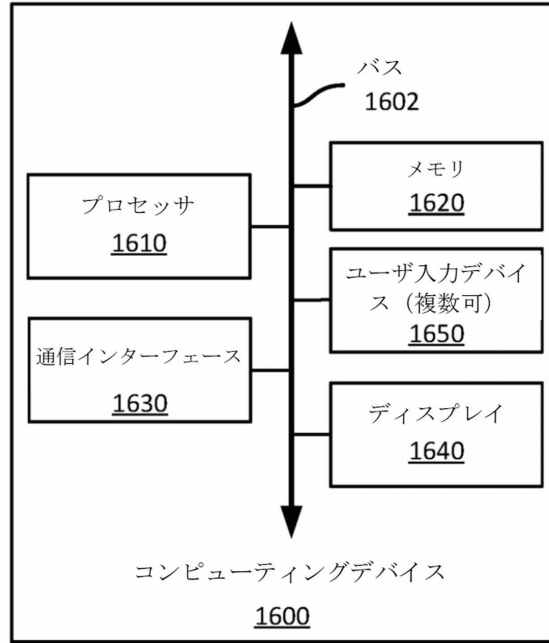 バス
1602
メモリ
1620
プロセッサ
1610
ユーザ入力デバイ
ス（複数可）
1650
通信インターフェース
1630
ディスプレイ
1640
コンピューティングデバイス
1600